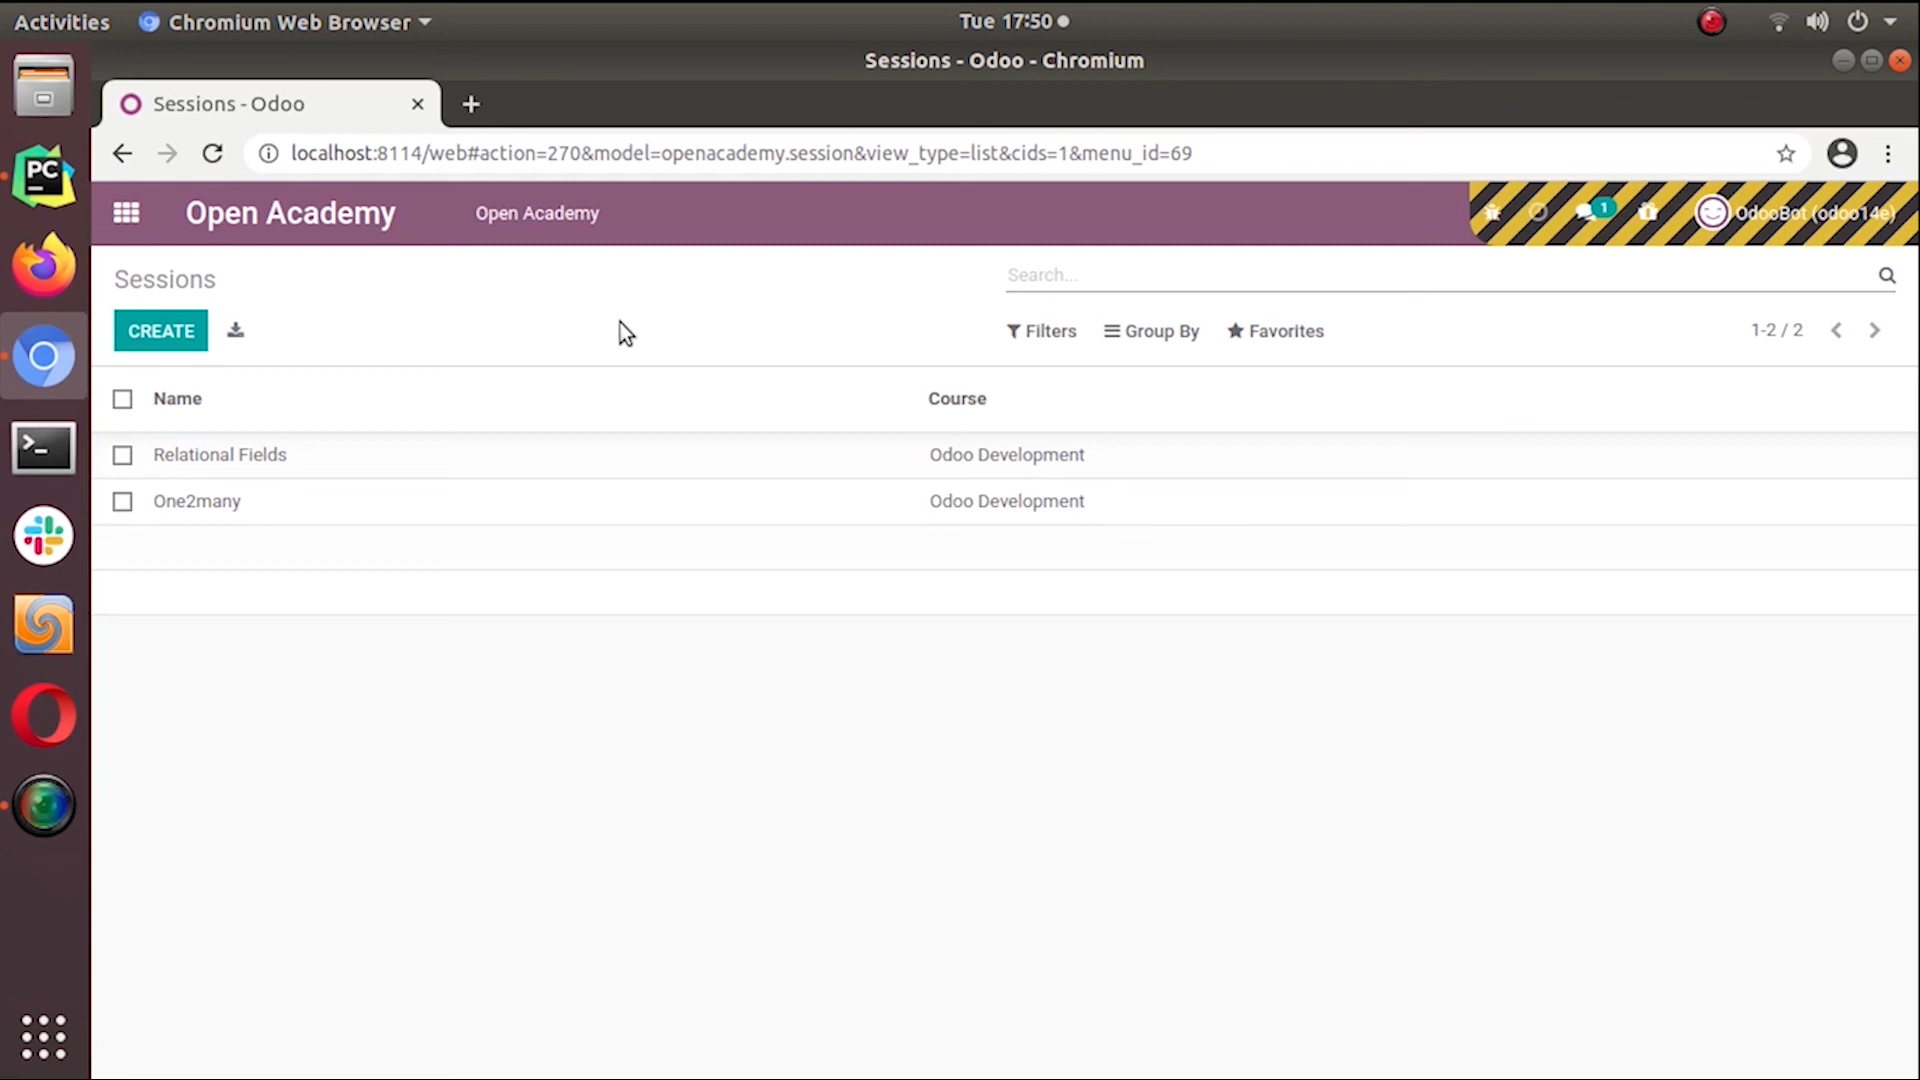 Activities
Chromium Web Browser
Tue 17:50
Sessions - Odoo - Chromium
Sessions - Odoo
localhost:8114/web#action=270&model=openacademy.session&view_type=list&cids=1&menu_id=69
PC
Open Academy
Open Academy
1
OdooBot (odoo14e)
Sessions
Search...
CREATE
Filters
Group By
Favorites
1-2 / 2
Name
Course
Relational Fields
Odoo Development
One2many
Odoo Development